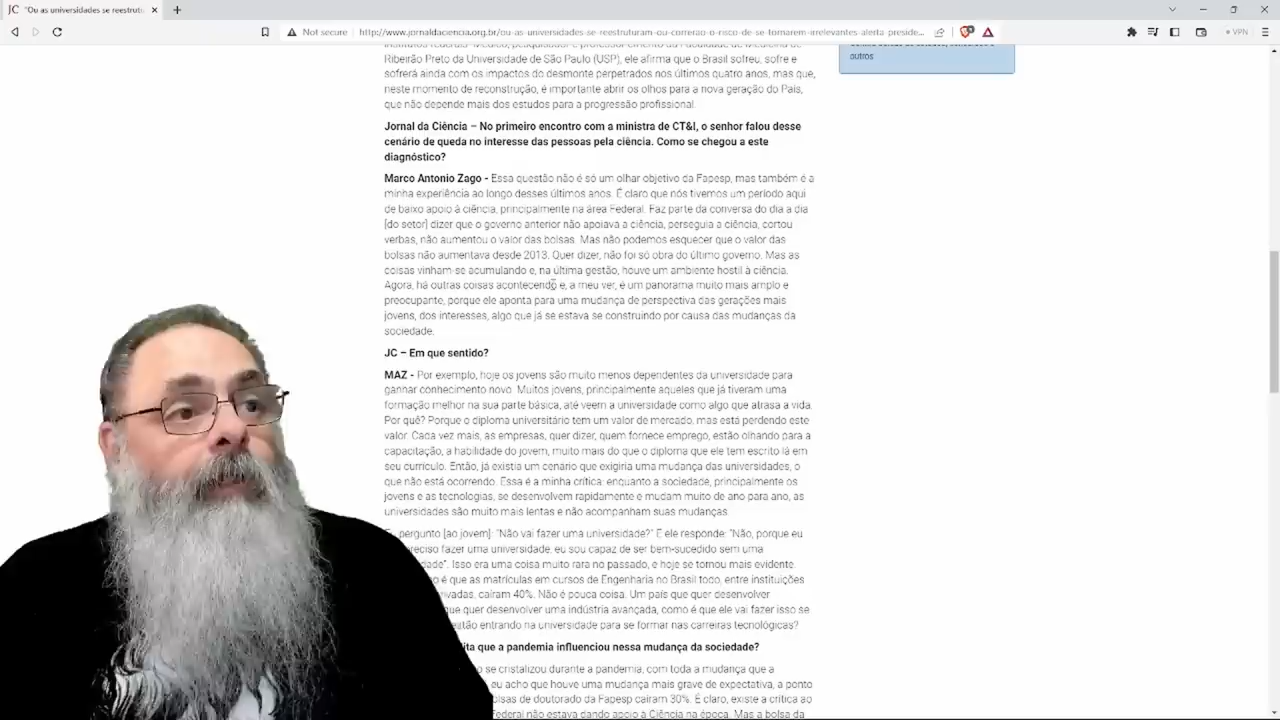 JC "Ou as universidades se reestrutu
Not secure
http://www.jornaldaciencia.org.br/ou-as-universidades-se-reestruturam-ou-correrao-o-risco-de-se-tornarem-irrelevantes-alerta-preside...
VPN
outros
Ribeirão Preto da Universidade de São Paulo (USP), ele afirma que o Brasil sofreu, sofre e
sofrerá ainda com os impactos do desmonte perpetrados nos últimos quatro anos, mas que,
neste momento de reconstrução, é importante abrir os olhos para a nova geração do País,
que não depende mais dos estudos para a progressão profissional.
Jornal da Ciência – No primeiro encontro com a ministra de CT&I, o senhor falou desse
cenário de queda no interesse das pessoas pela ciência. Como se chegou a este
diagnóstico?
Marco Antonio Zago - Essa questão não é só um olhar objetivo da Fapesp, mas também é a
minha experiência ao longo desses últimos anos. É claro que nós tivemos um período aqui
de baixo apoio à ciência, principalmente na área Federal. Faz parte da conversa do dia a dia
[do setor] dizer que o governo anterior não apoiava a ciência, perseguia a ciência, cortou
verbas, não aumentou o valor das bolsas. Mas não podemos esquecer que o valor das
bolsas não aumentava desde 2013. Quer dizer, não foi só obra do último governo. Mas as
coisas vinham-se acumulando e, na última gestão, houve um ambiente hostil à ciência.
Agora, há outras coisas acontecendo e, a meu ver, é um panorama muito mais amplo e
preocupante, porque ele aponta para uma mudança de perspectiva das gerações mais
jovens, dos interesses, algo que já se estava se construindo por causa das mudanças da
sociedade.
JC – Em que sentido?
MAZ - Por exemplo, hoje os jovens são muito menos dependentes da universidade para
ganhar conhecimento novo. Muitos jovens, principalmente aqueles que já tiveram uma
formação melhor na sua parte básica, até veem a universidade como algo que atrasa a vida.
Por quê? Porque o diploma universitário tem um valor de mercado, mas está perdendo este
valor. Cada vez mais, as empresas, quer dizer, quem fornece emprego, estão olhando para a
capacitação, a habilidade do jovem, muito mais do que o diploma que ele tem escrito lá em
seu currículo. Então, já existia um cenário que exigiria uma mudança das universidades, o
que não está ocorrendo. Essa é a minha crítica: enquanto a sociedade, principalmente os
jovens e as tecnologias, se desenvolvem rapidamente e mudam muito de ano para ano, as
universidades são muito mais lentas e não acompanham suas mudanças.
pergunto [ao jovem]: "Não vai fazer uma universidade?" E ele responde: "Não, porque eu
preciso fazer uma universidade, eu sou capaz de ser bem-sucedido sem uma
dade". Isso era uma coisa muito rara no passado, e hoje se tornou mais evidente.
o é que as matrículas em cursos de Engenharia no Brasil todo, entre instituições
ivadas, caíram 40%. Não é pouca coisa. Um país que quer desenvolver
que quer desenvolver uma indústria avançada, como é que ele vai fazer isso se
stão entrando na universidade para se formar nas carreiras tecnológicas?
ita que a pandemia influenciou nessa mudança da sociedade?
o se cristalizou durante a pandemia, com toda a mudança que a
eu acho que houve uma mudança mais grave de expectativa, a ponto
olsas de doutorado da Fapesp caíram 30%. É claro, existe a crítica ao
Federal não estava dando apoio à Ciência na época. Mas a bolsa da